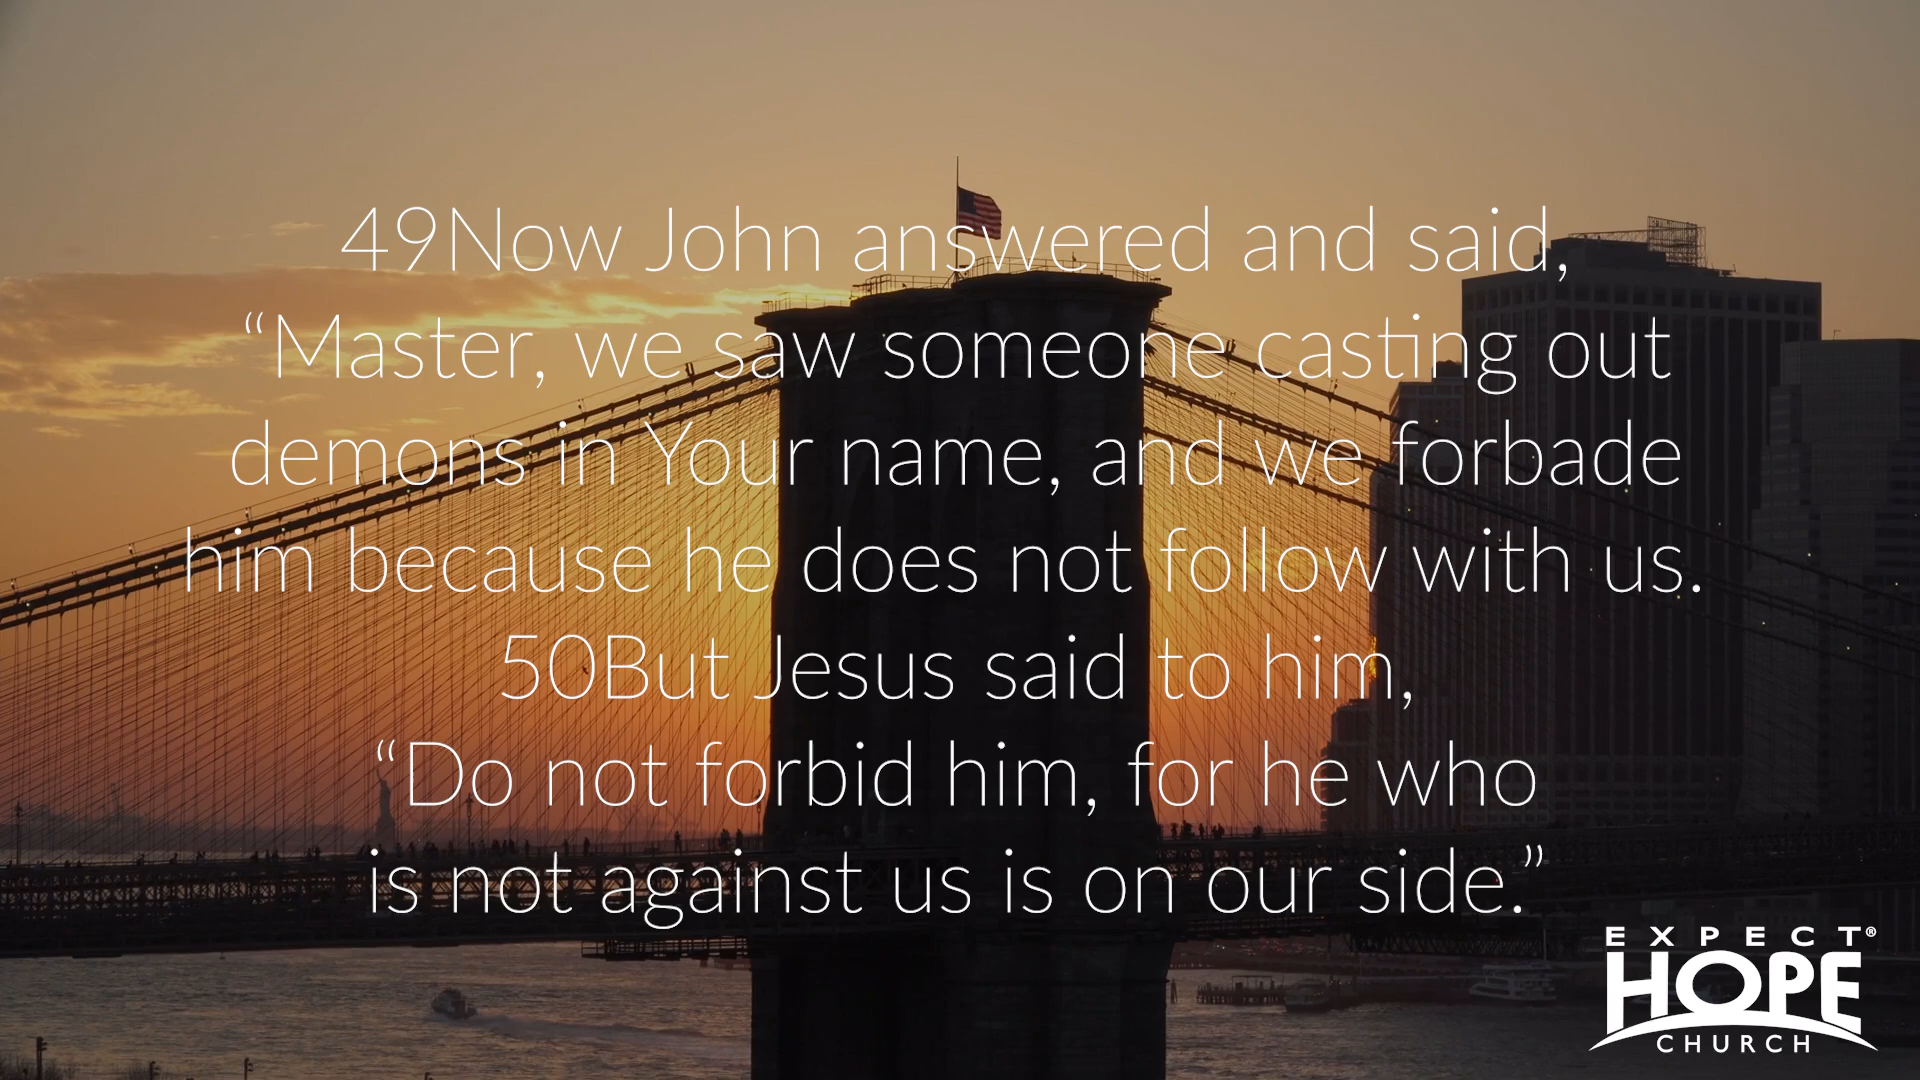 49Now John answered and said,
“Master, we saw someone casting out
demons in Your name, and we forbade
him because he does not follow with us.
50But Jesus said to him,
“Do not forbid him, for he who
is not against us is on our side.”
EXPECT®
HOPE
CHURCH